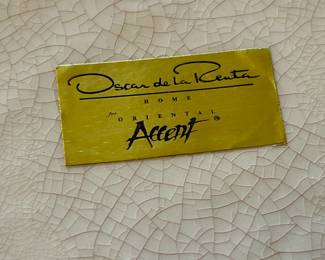 Oscar de la Renta
HOME
for ORIENTAL
Accent